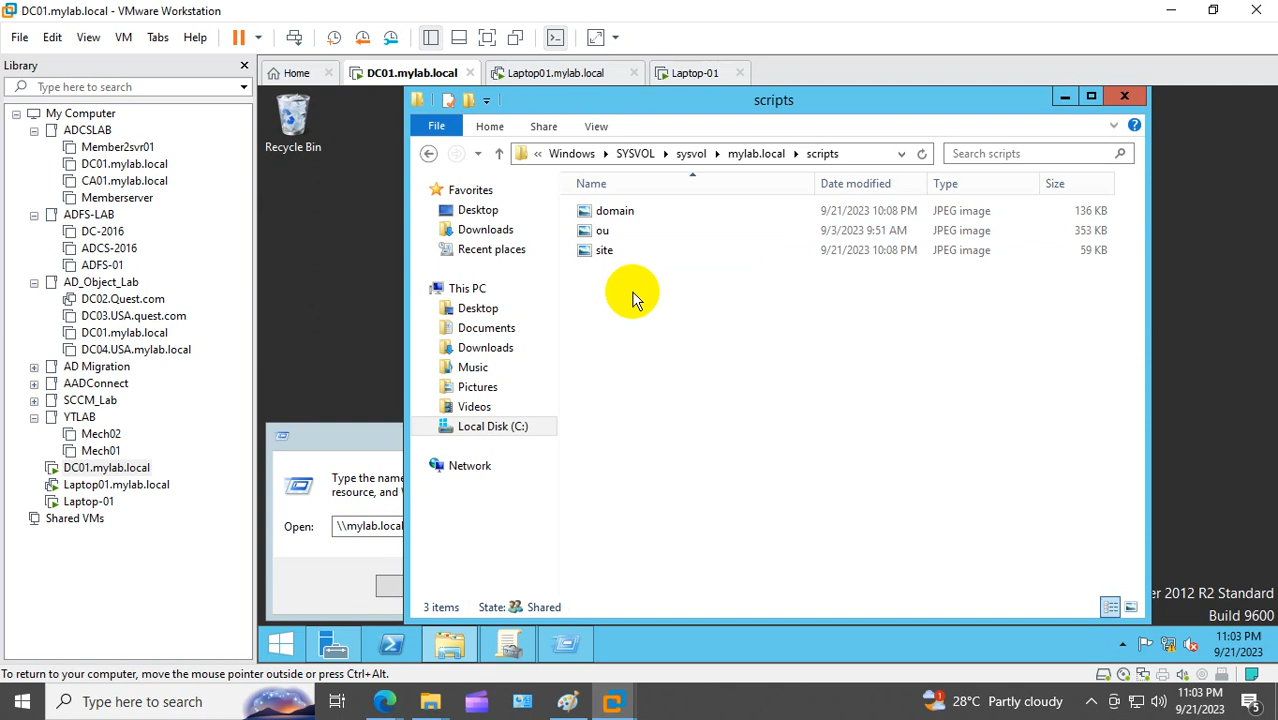 DC01.mylab.local - VMware Workstation
File Edit View VM Tabs Help
Library
Type here to search
My Computer
ADCSLAB
Member2svr01
DC01.mylab.local
CA01.mylab.local
Memberserver
ADFS-LAB
DC-2016
ADCS-2016
ADFS-01
AD_Object_Lab
DC02.Quest.com
DC03.USA.quest.com
DC01.mylab.local
DC04.USA.mylab.local
AD Migration
AADConnect
SCCM_Lab
YTLAB
Mech02
Mech01
DC01.mylab.local
Laptop01.mylab.local
Laptop-01
Shared VMs
Home DC01.mylab.local Laptop01.mylab.local Laptop-01
Recycle Bin
scripts
File Home Share View
« Windows SYSVOL sysvol mylab.local scripts
Search scripts
Favorites
Desktop
Downloads
Recent places
This PC
Desktop
Documents
Downloads
Music
Pictures
Videos
Local Disk (C:)
Network
Name Date modified Type Size
domain 9/21/2023 10:08 PM JPEG image 136 KB
ou 9/3/2023 9:51 AM JPEG image 353 KB
site 9/21/2023 10:08 PM JPEG image 59 KB
3 items State: Shared
Type the name
resource, and
Open: \\mylab.local
er 2012 R2 Standard
Build 9600
11:03 PM
9/21/2023
To return to your computer, move the mouse pointer outside or press Ctrl+Alt.
Type here to search
28°C Partly cloudy
11:03 PM
9/21/2023
5